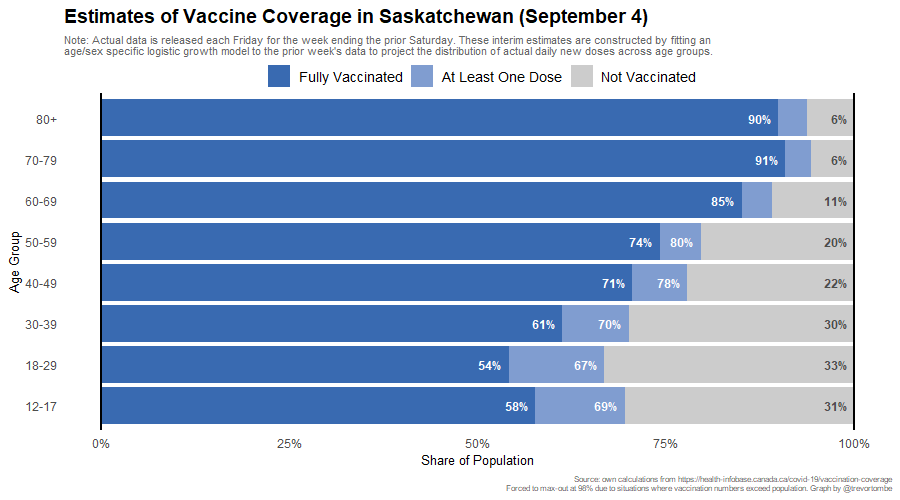 Estimates of Vaccine Coverage in Saskatchewan (September 4)
Note: Actual data is released each Friday for the week ending the prior Saturday. These interim estimates are constructed by fitting an
age/sex specific logistic growth model to the prior week's data to project the distribution of actual daily new doses across age groups.
Fully Vaccinated At Least One Dose Not Vaccinated
80+ 90% 6%
70-79 91% 6%
60-69 85% 11%
50-59 74% 80% 20%
40-49 71% 78% 22%
30-39 61% 70% 30%
18-29 54% 67% 33%
12-17 58% 69% 31%
Age Group
0% 25% 50% 75% 100%
Share of Population
Source: own calculations from https://health-infobase.canada.ca/covid-19/vaccination-coverage
Forced to max-out at 98% due to situations where vaccination numbers exceed population. Graph by @trevortombe